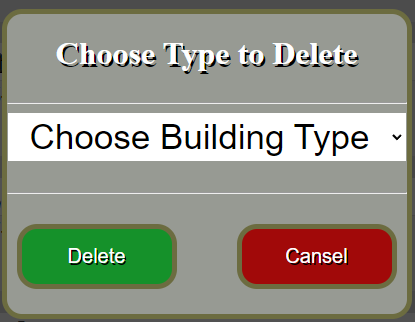 Choose Type to Delete
Choose Building Type
Delete
Cansel